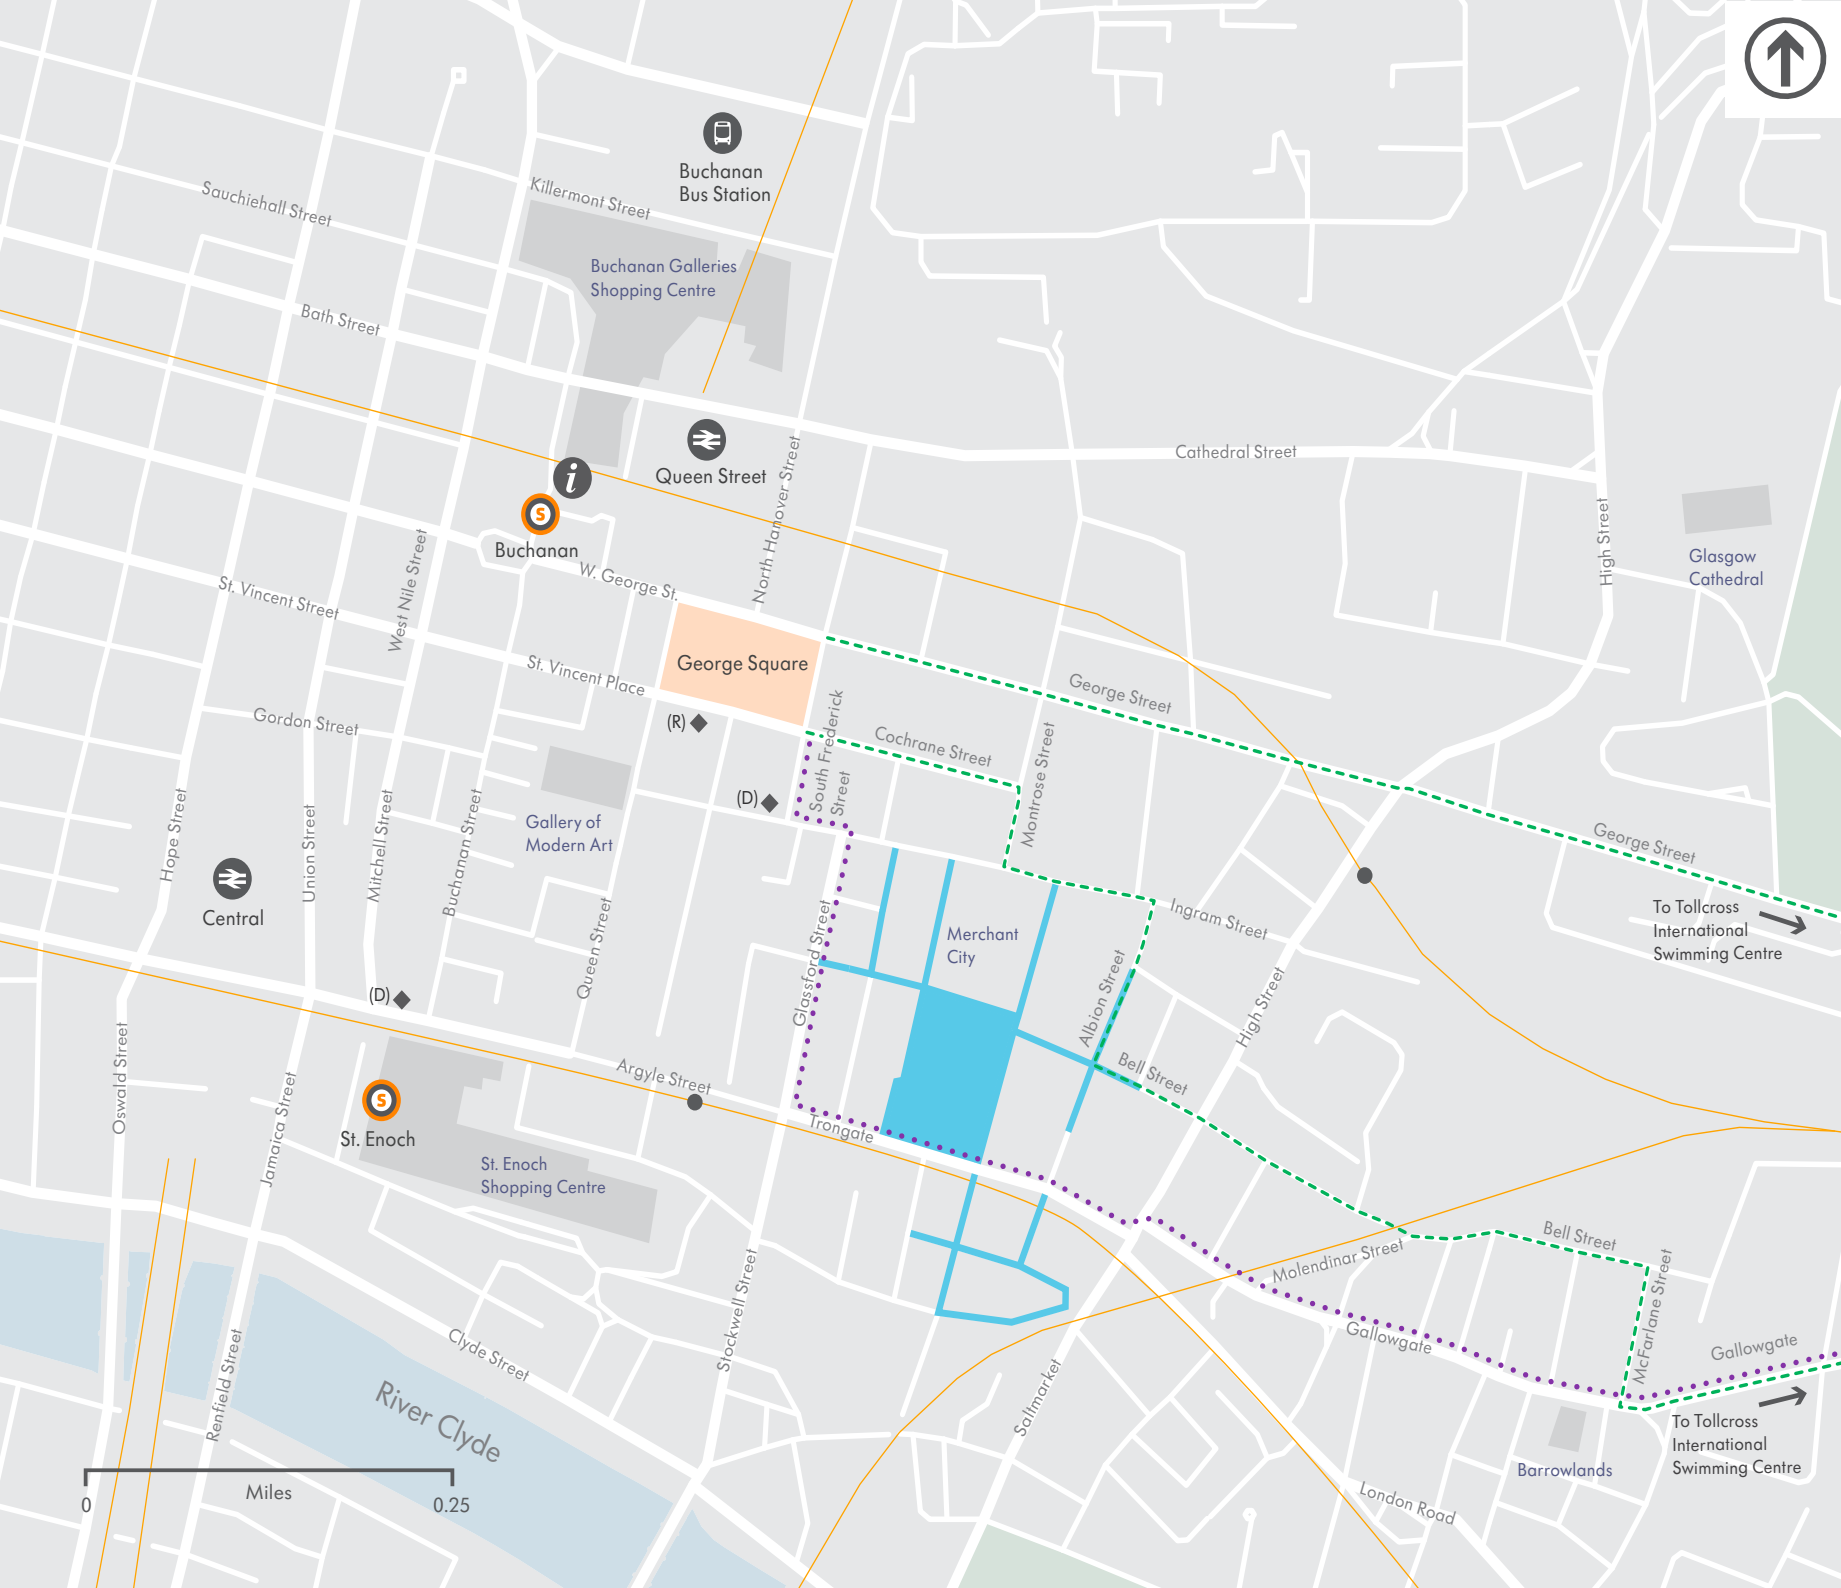 Buchanan
Bus Station
Killermont Street
Sauchiehall Street
Buchanan Galleries
Shopping Centre
Bath Street
Queen Street
Cathedral Street
North Hanover Street
i
S
Buchanan
High Street
Glasgow
Cathedral
W. George St.
West Nile Street
St. Vincent Street
George Square
St. Vincent Place
George Street
(R)
Gordon Street
South Frederick
Street
Cochrane Street
Montrose Street
(D)
Hope Street
Union Street
Mitchell Street
Buchanan Street
Gallery of
Modern Art
George Street
Central
Queen Street
Glassford Street
Merchant
City
Ingram Street
To Tollcross
International
Swimming Centre
(D)
Albion Street
High Street
Oswald Street
Jamaica Street
Argyle Street
Bell Street
S
St. Enoch
Trongate
St. Enoch
Shopping Centre
Bell Street
Molendinar Street
Stockwell Street
McFarlane Street
Gallowgate
Gallowgate
Clyde Street
Renfield Street
River Clyde
Saltmarket
To Tollcross
International
Swimming Centre
Barrowlands
London Road
Miles
0
0.25